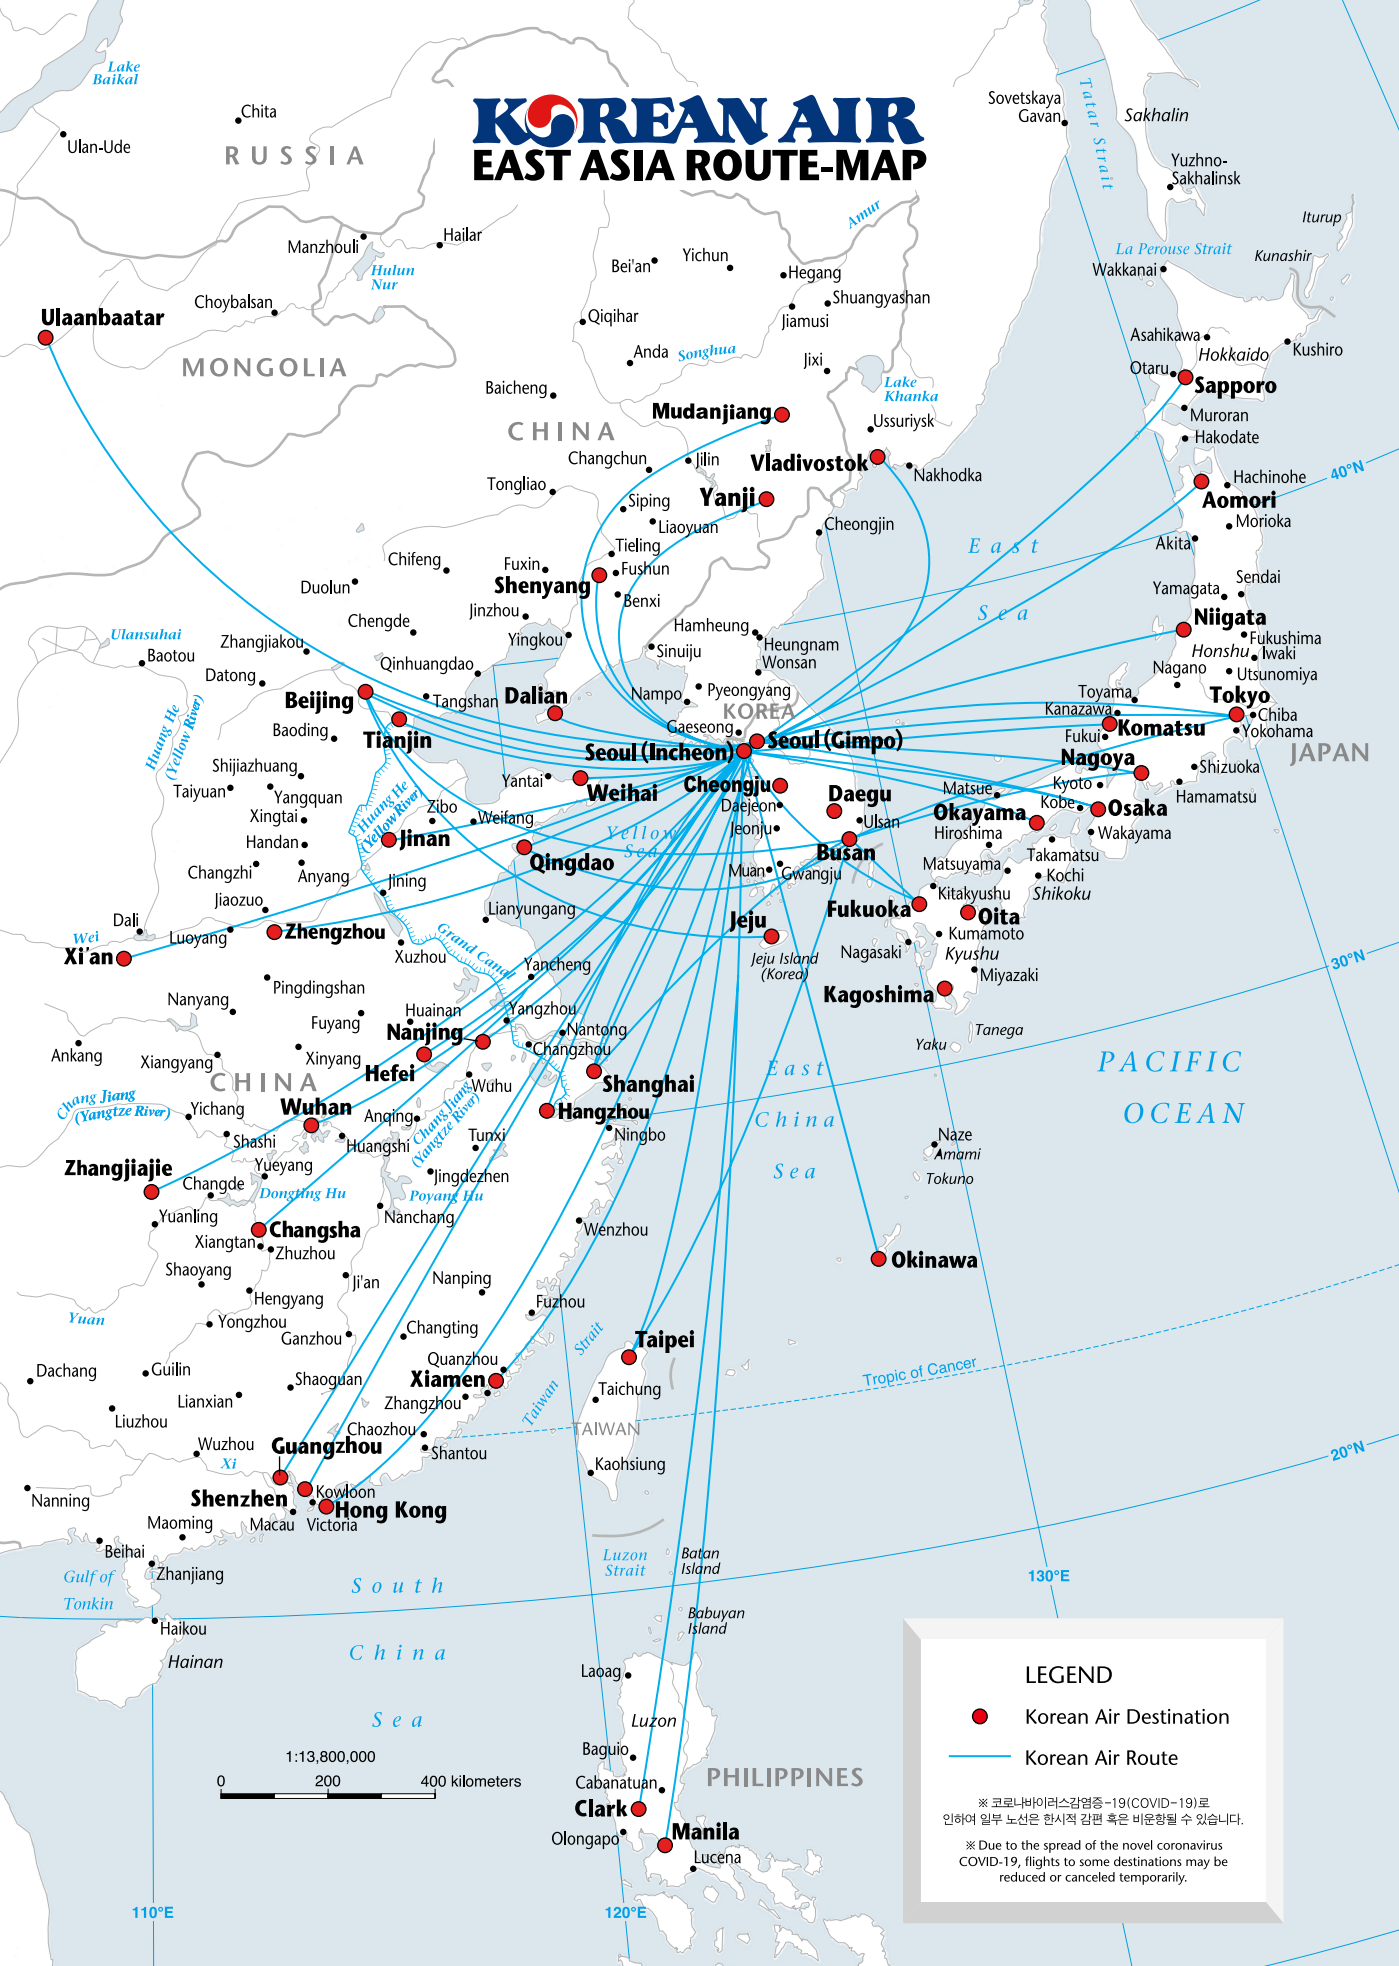 KOREAN AIR
EAST ASIA ROUTE-MAP
Lake
Baikal
Chita
Ulan-Ude
RUSSIA
Sovetskaya
Gavan
Tatar Strait
Sakhalin
Yuzhno-
Sakhalinsk
Iturup
Kunashir
La Perouse Strait
Wakkanai
Amur
Manzhouli
Hailar
Hulun
Nur
Choybalsan
Ulaanbaatar
MONGOLIA
Bei'an
Yichun
Hegang
Shuangyashan
Jiamusi
Qiqihar
Anda
Songhua
Jixi
Baicheng
Lake
Khanka
Mudanjiang
Ussuriysk
CHINA
Changchun
Jilin
Vladivostok
Nakhodka
Tongliao
Siping
Yanji
Liaoyuan
Cheongjin
Asahikawa
Hokkaido
Kushiro
Otaru
Sapporo
Muroran
Hakodate
40°N
Hachinohe
Aomori
Morioka
Akita
East
Sea
Yamagata
Sendai
Niigata
Fukushima
Honshu
Iwaki
Nagano
Utsunomiya
Toyama
Tokyo
Kanazawa
Chiba
Komatsu
Fukui
Yokohama
JAPAN
Nagoya
Shizuoka
Kyoto
Hamamatsu
Matsue
Kobe
Osaka
Okayama
Wakayama
Hiroshima
Takamatsu
Matsuyama
Kochi
Shikoku
Kitakyushu
Fukuoka
Oita
Kumamoto
Nagasaki
Kyushu
Miyazaki
Kagoshima
Tanega
Yaku
30°N
Tieling
Chifeng
Fuxin
Fushun
Shenyang
Duolun
Benxi
Jinzhou
Chengde
Yingkou
Hamheung
Heungnam
Wonsan
Sinuiju
Ulansuhai
Baotou
Zhangjiakou
Qinhuangdao
Datong
Beijing
Tangshan
Dalian
Nampo
Pyeongyang
KOREA
Gaeseong
Huang He
(Yellow River)
Baoding
Tianjin
Seoul (Incheon)
Seoul (Gimpo)
Shijiazhuang
Taiyuan
Yangquan
Yantai
Weihai
Cheongju
Daejeon
Daegu
Ulsan
Xingtai
Huang He
(Yellow River)
Zibo
Weifang
Yellow
Sea
Jeonju
Busan
Handan
Jinan
Qingdao
Changzhi
Anyang
Jining
Muan
Gwangju
Jiaozuo
Lianyungang
Jeju
Jeju Island
(Korea)
Dali
Wei
Luoyang
Zhengzhou
Xi'an
Xuzhou
Grand Canal
Yancheng
Pingdingshan
Nanyang
Fuyang
Huainan
Yangzhou
Nanjing
Nantong
Changzhou
Ankang
Xiangyang
Xinyang
Hefei
CHINA
Wuhu
Shanghai
Chang Jiang
(Yangtze River)
Yichang
Wuhan
Anqing
Chang Jiang
(Yangtze River)
Hangzhou
Ningbo
Shashi
Huangshi
Tunxi
Zhangjiajie
Yueyang
Jingdezhen
Changde
Dongting Hu
Poyang Hu
Yuanling
Nanchang
Changsha
Wenzhou
Xiangtan
Zhuzhou
Shaoyang
Ji'an
Nanping
Hengyang
Fuzhou
Yuan
Yongzhou
Ganzhou
Changting
Dachang
Guilin
Quanzhou
Shaoguan
Xiamen
Lianxian
Zhangzhou
Liuzhou
Chaozhou
Wuzhou
Guangzhou
Shantou
Xi
Nanning
Shenzhen
Kowloon
Hong Kong
Macau
Victoria
Maoming
Beihai
Zhanjiang
Gulf of
Tonkin
Haikou
Hainan
East
China
Sea
PACIFIC
OCEAN
Naze
Amami
Tokuno
Okinawa
Taiwan
Strait
Taipei
Taichung
TAIWAN
Kaohsiung
Tropic of Cancer
20°N
Luzon
Strait
Batan
Island
Babuyan
Island
130°E
South
China
Sea
Laoag
Luzon
Baguio
Cabanatuan
PHILIPPINES
Clark
Olongapo
Manila
Lucena
1:13,800,000
0 200 400 kilometers
110°E
120°E
LEGEND
Korean Air Destination
Korean Air Route
※ 코로나바이러스감염증-19(COVID-19)로
인하여 일부 노선은 한시적 감편 혹은 비운항될 수 있습니다.
※ Due to the spread of the novel coronavirus
COVID-19, flights to some destinations may be
reduced or canceled temporarily.